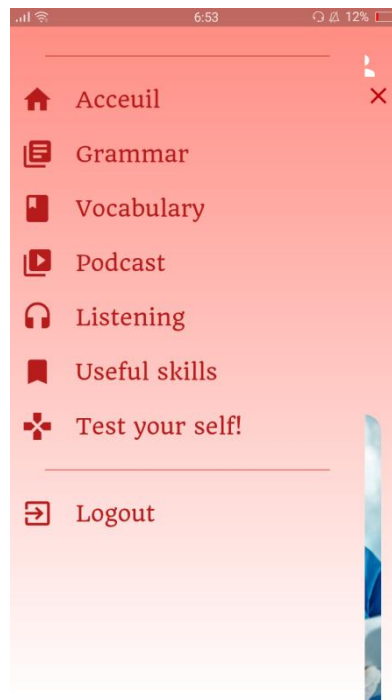 6:53
12%
Acceuil
Grammar
Vocabulary
Podcast
Listening
Useful skills
Test your self!
Logout